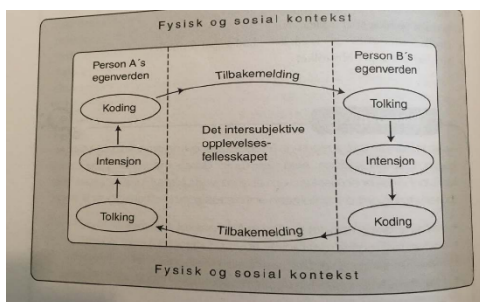 Fysisk og sosial kontekst
Person A´s
egenverden
Person B´s
egenverden
Tilbakemelding
Koding
Tolking
Det intersubjektive
opplevelses-
fellesskapet
Intensjon
Intensjon
Tolking
Koding
Tilbakemelding
Fysisk og sosial kontekst